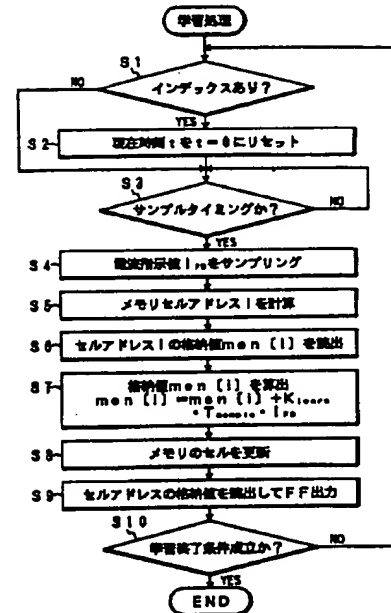 学習処理
S1
インデックスあり?
NO
YES
S2
現在時刻tをt=0にリセット
S3
サンプルタイミングか?
NO
YES
S4
電流指示値I_FBをサンプリング
S5
メモリセルアドレスiを計算
S6
セルアドレスiの格納値men [i] を読出
S7
格納値men [i] を算出
men [i] =men [i] +K_learn
・T_sample・I_FB
S8
メモリのセルを更新
S9
セルアドレスの格納値を読出してFF出力
S10
学習終了条件成立か?
NO
YES
END